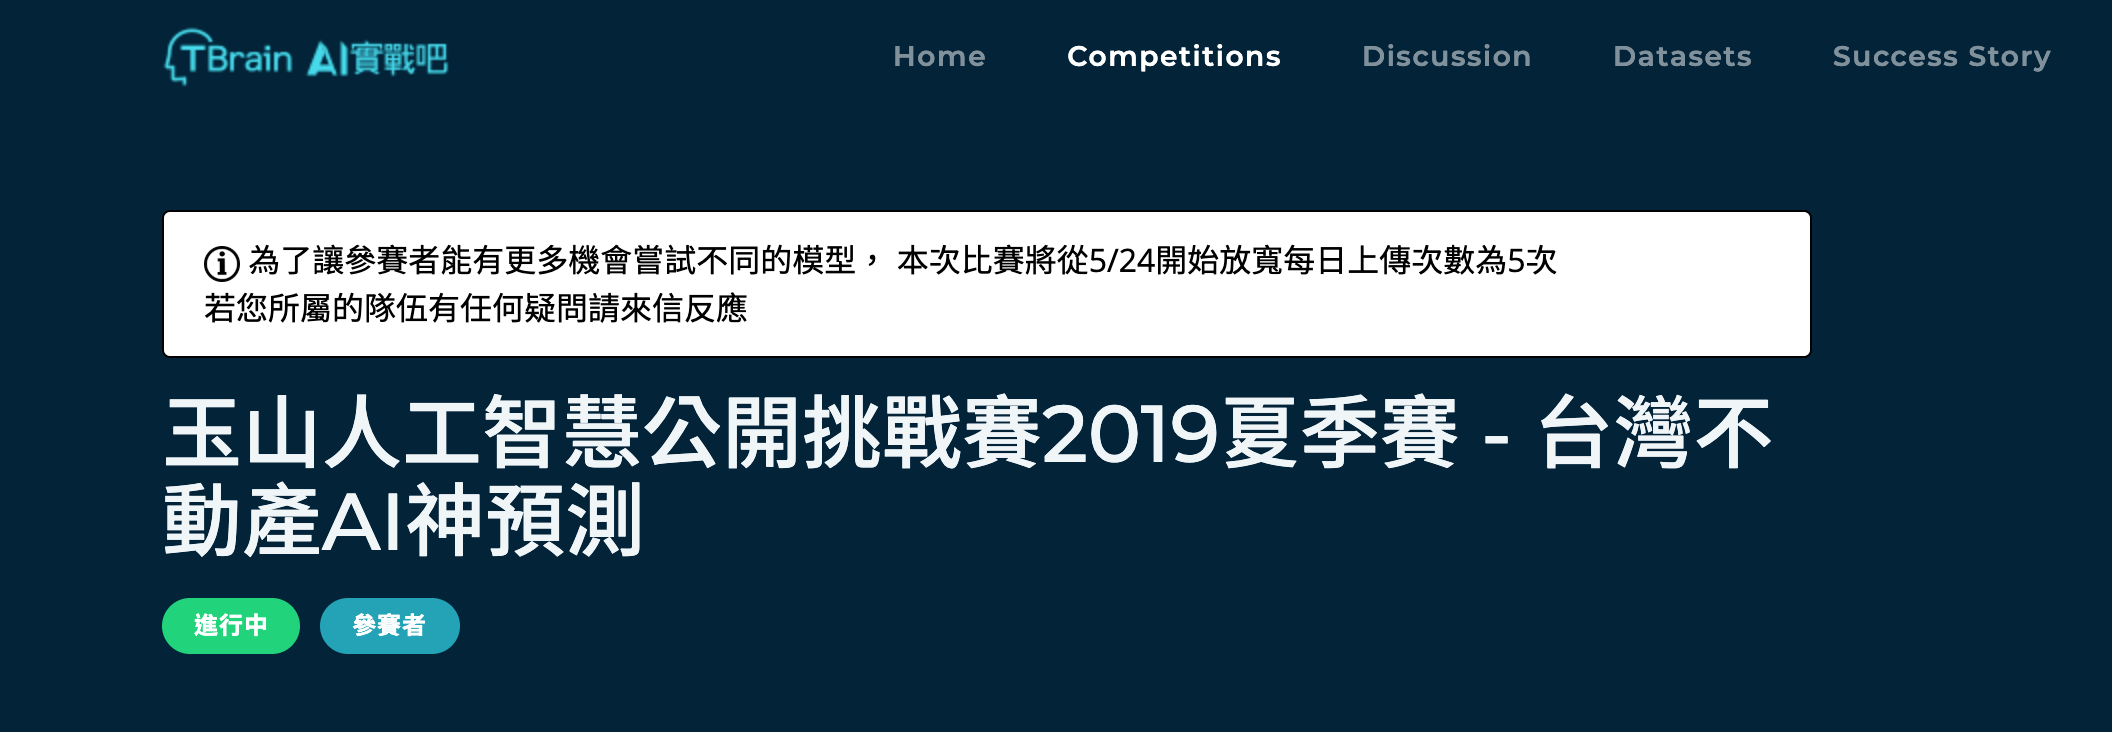 TBrain AI實戰吧
Home Competitions Discussion Datasets Success Story
為了讓參賽者能有更多機會嘗試不同的模型， 本次比賽將從5/24開始放寬每日上傳次數為5次
若您所屬的隊伍有任何疑問請來信反應
玉山人工智慧公開挑戰賽2019夏季賽 - 台灣不
動產AI神預測
進行中 參賽者